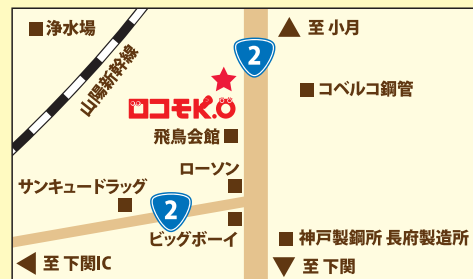 浄水場
山陽新幹線
2
至 小月
コベルコ鋼管
ロコモK.O
飛鳥会館
ローソン
サンキュードラッグ
2
ビッグボーイ
神戸製鋼所 長府製造所
至 下関IC
至 下関